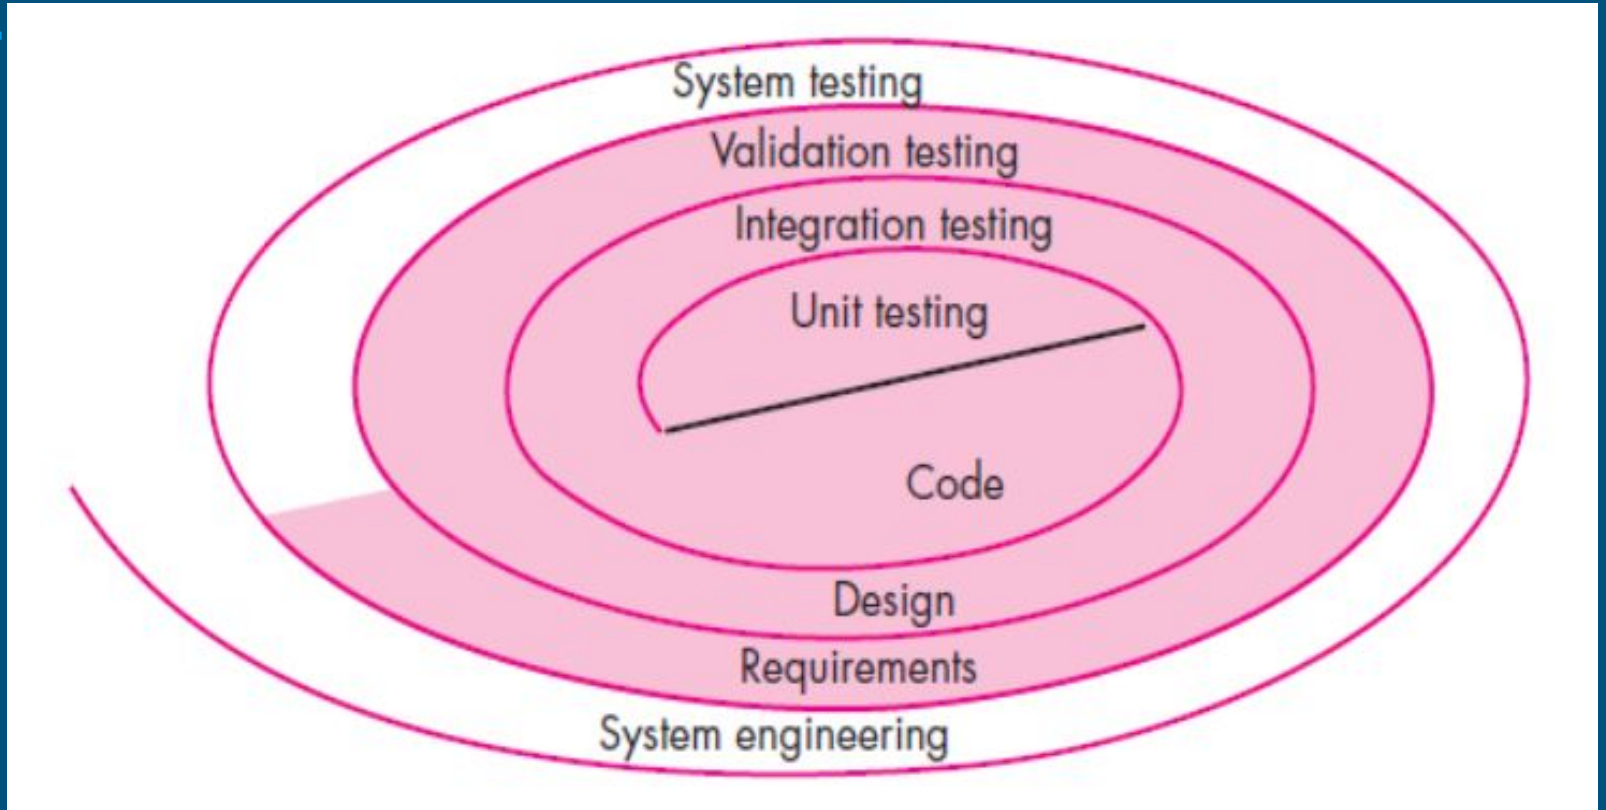 System testing
Validation testing
Integration testing
Unit testing
Code
Design
Requirements
System engineering